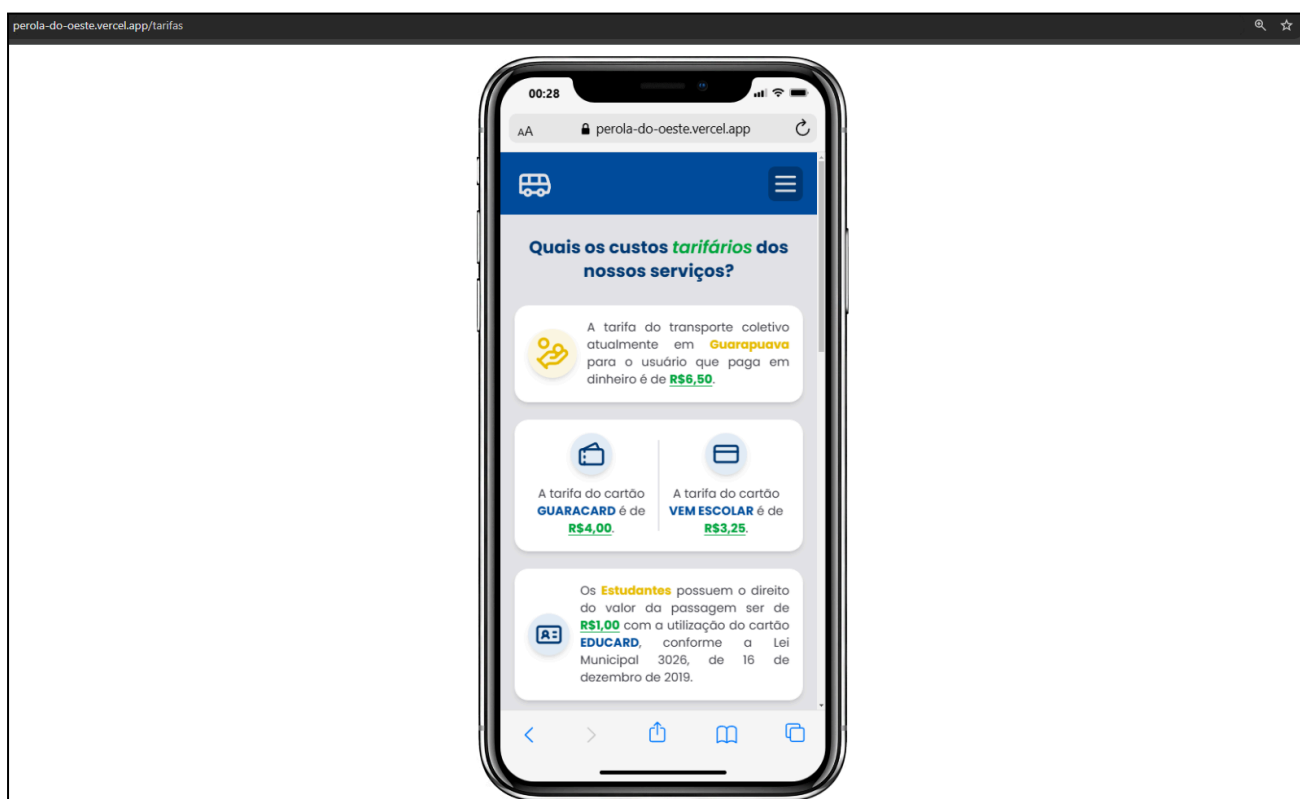 perola-do-oeste.vercel.app/tarifas
00:28
AA perola-do-oeste.vercel.app
Quais os custos tarifários dos
nossos serviços?
A tarifa do transporte coletivo
atualmente em Guarapuava
para o usuário que paga em
dinheiro é de R$6,50.
A tarifa do cartão
GUARACARD é de
R$4,00.
A tarifa do cartão
VEM ESCOLAR é de
R$3,25.
Os Estudantes possuem o direito
do valor da passagem ser de
R$1,00 com a utilização do cartão
EDUCARD, conforme a Lei
Municipal 3026, de 16 de
dezembro de 2019.